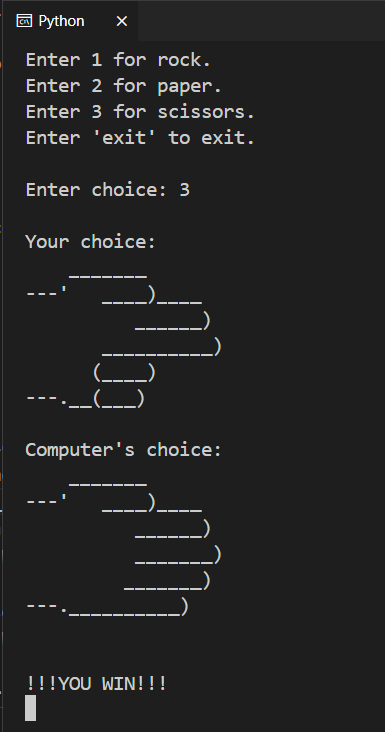 Python
Enter 1 for rock.
Enter 2 for paper.
Enter 3 for scissors.
Enter 'exit' to exit.
Enter choice: 3
Your choice:
    _______
---'   ____)____
          ______)
       __________)
      (____)
---.__(___)
Computer's choice:
    _______
---'   ____)____
          ______)
          _______)
         _______)
---.__________)
!!!YOU WIN!!!